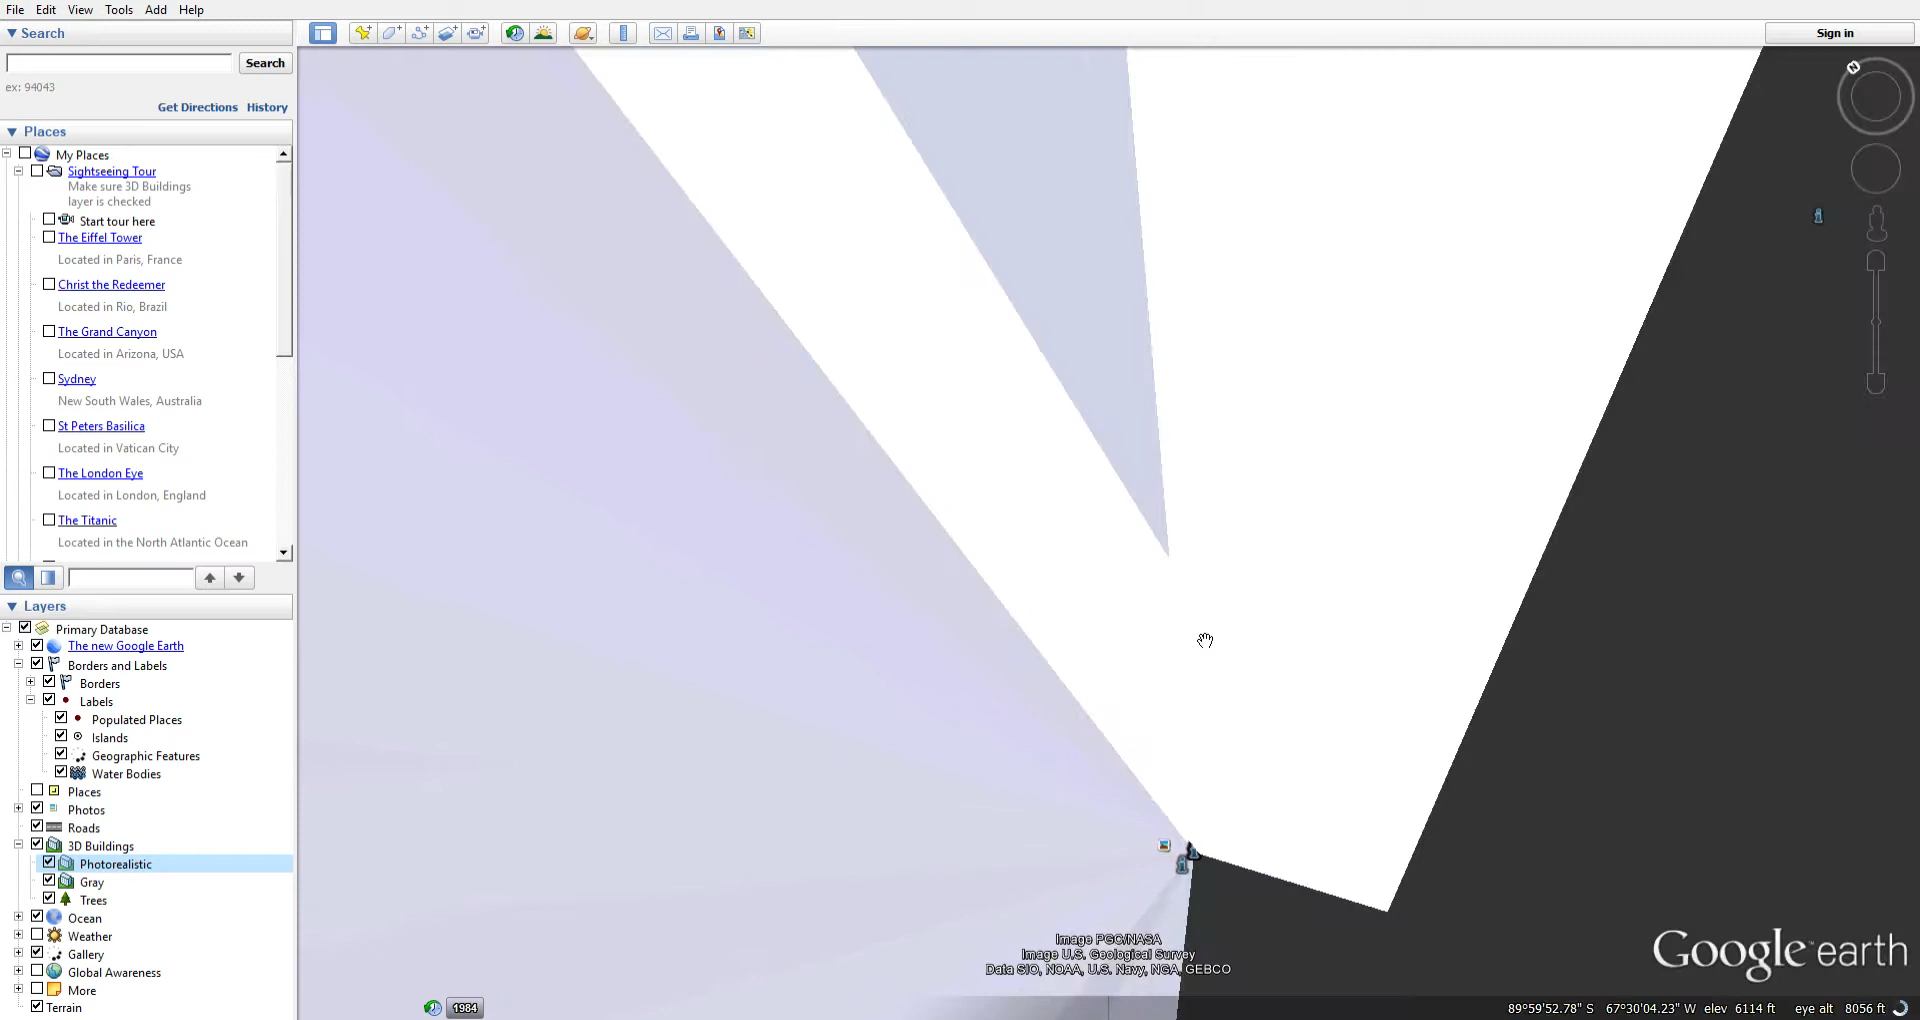 File Edit View Tools Add Help
Search
Sign in
Search
ex: 94043
Get Directions History
Places
My Places
Sightseeing Tour
Make sure 3D Buildings
layer is checked
Start tour here
The Eiffel Tower
Located in Paris, France
Christ the Redeemer
Located in Rio, Brazil
The Grand Canyon
Located in Arizona, USA
Sydney
New South Wales, Australia
St Peters Basilica
Located in Vatican City
The London Eye
Located in London, England
The Titanic
Located in the North Atlantic Ocean
Layers
Primary Database
The new Google Earth
Borders and Labels
Borders
Labels
Populated Places
Islands
Geographic Features
Water Bodies
Places
Photos
Roads
3D Buildings
Photorealistic
Gray
Trees
Ocean
Weather
Gallery
Global Awareness
More
Terrain
N
Image PGC/NASA
Image U.S. Geological Survey
Data SIO, NOAA, U.S. Navy, NGA, GEBCO
Google earth
1984
89°59'52.78" S 67°30'04.23" W elev 6114 ft eye alt 8056 ft